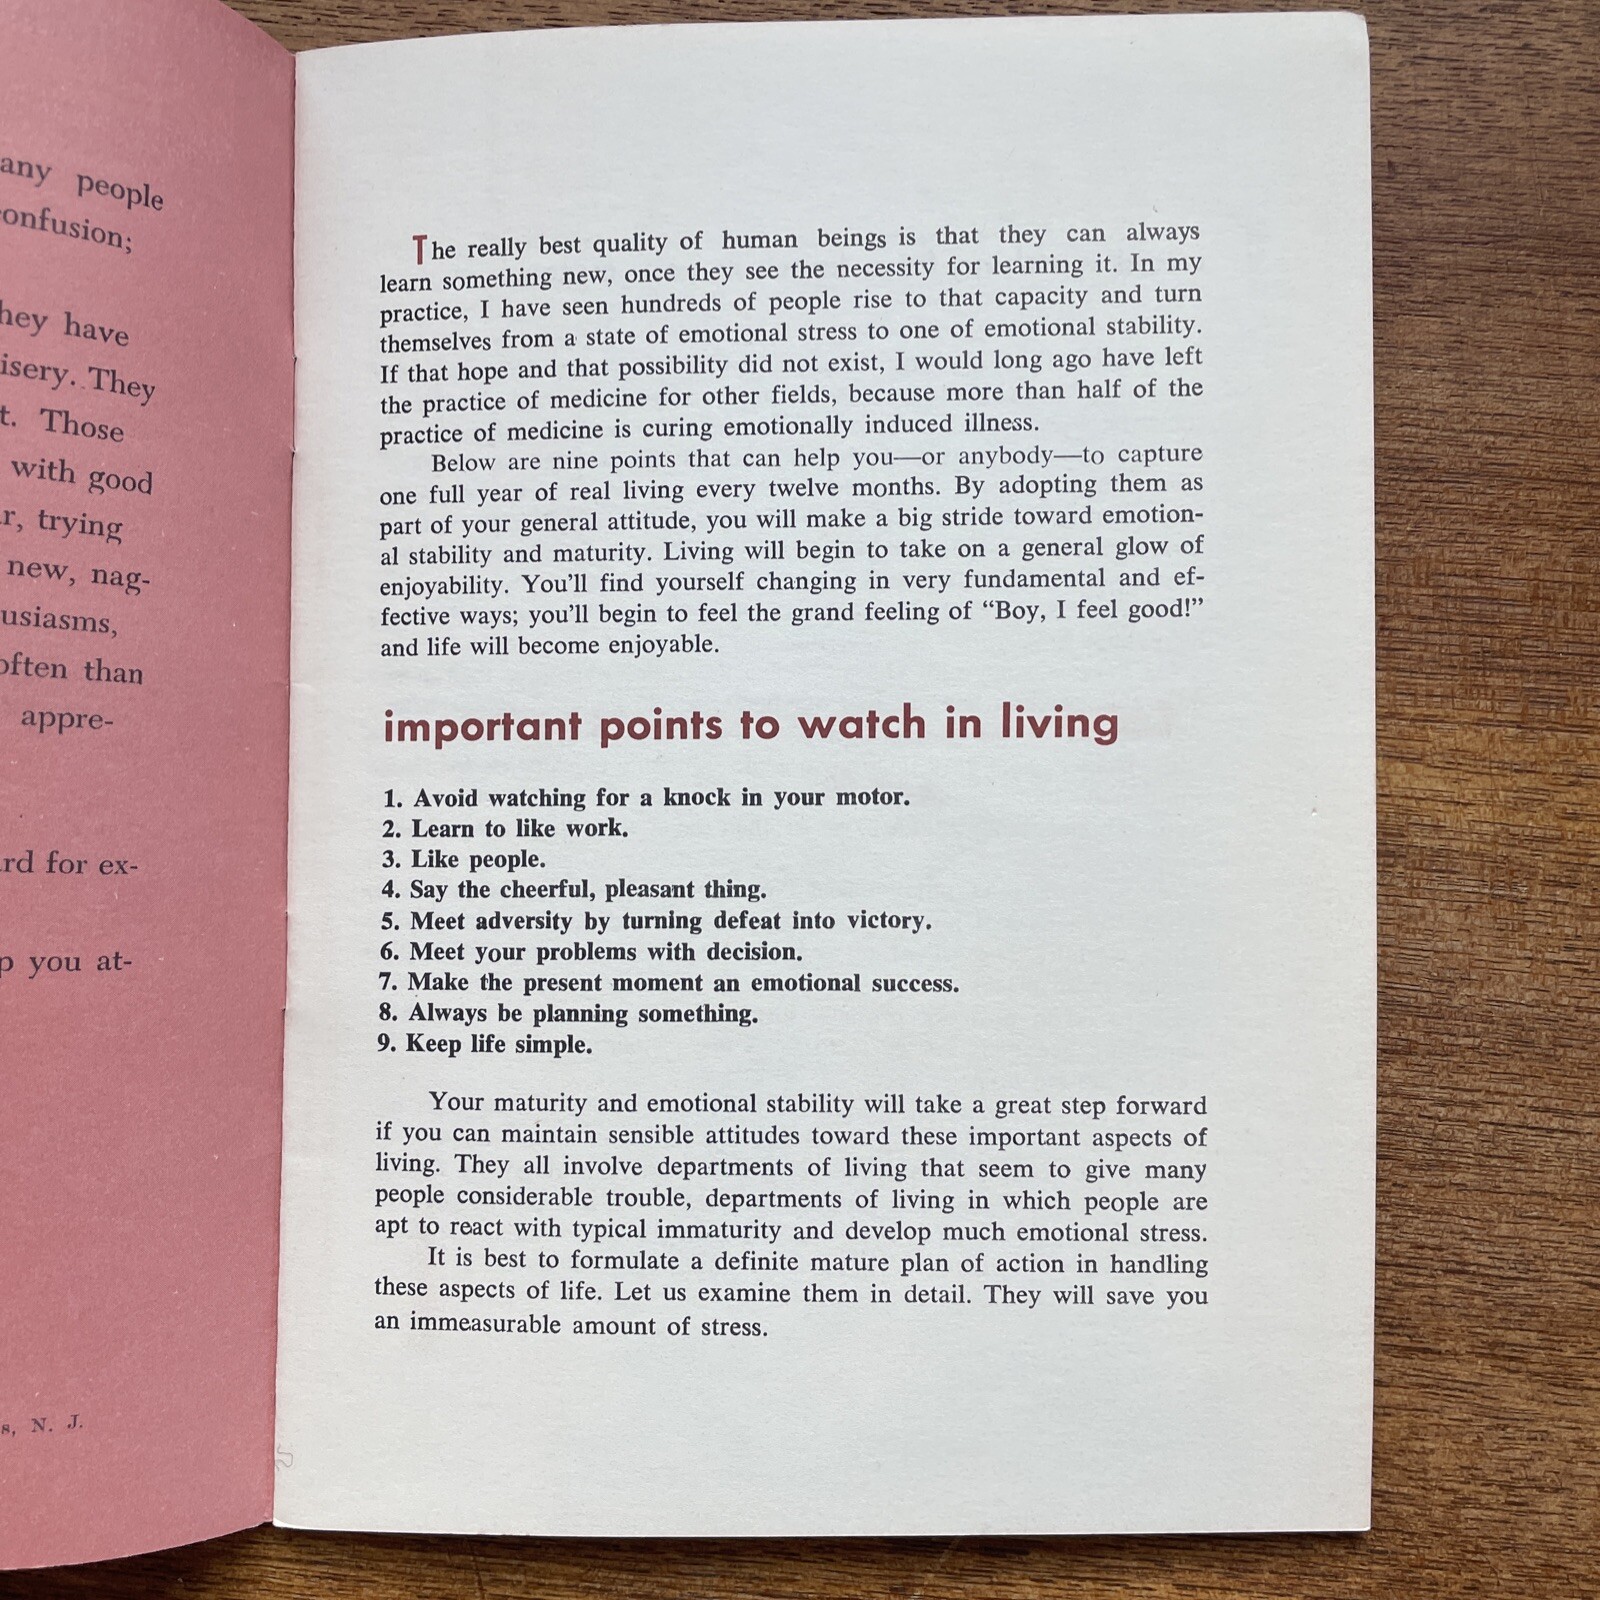 any people
confusion;
they have
isery. They
t. Those
with good
r, trying
new, nag-
usiasms,
often than
appre-
rd for ex-
p you at-
s, N. J.
The really best quality of human beings is that they can always
learn something new, once they see the necessity for learning it. In my
practice, I have seen hundreds of people rise to that capacity and turn
themselves from a state of emotional stress to one of emotional stability.
If that hope and that possibility did not exist, I would long ago have left
the practice of medicine for other fields, because more than half of the
practice of medicine is curing emotionally induced illness.
Below are nine points that can help you—or anybody—to capture
one full year of real living every twelve months. By adopting them as
part of your general attitude, you will make a big stride toward emotion-
al stability and maturity. Living will begin to take on a general glow of
enjoyability. You'll find yourself changing in very fundamental and ef-
fective ways; you'll begin to feel the grand feeling of “Boy, I feel good!”
and life will become enjoyable.
important points to watch in living
1. Avoid watching for a knock in your motor.
2. Learn to like work.
3. Like people.
4. Say the cheerful, pleasant thing.
5. Meet adversity by turning defeat into victory.
6. Meet your problems with decision.
7. Make the present moment an emotional success.
8. Always be planning something.
9. Keep life simple.
Your maturity and emotional stability will take a great step forward
if you can maintain sensible attitudes toward these important aspects of
living. They all involve departments of living that seem to give many
people considerable trouble, departments of living in which people are
apt to react with typical immaturity and develop much emotional stress.
It is best to formulate a definite mature plan of action in handling
these aspects of life. Let us examine them in detail. They will save you
an immeasurable amount of stress.